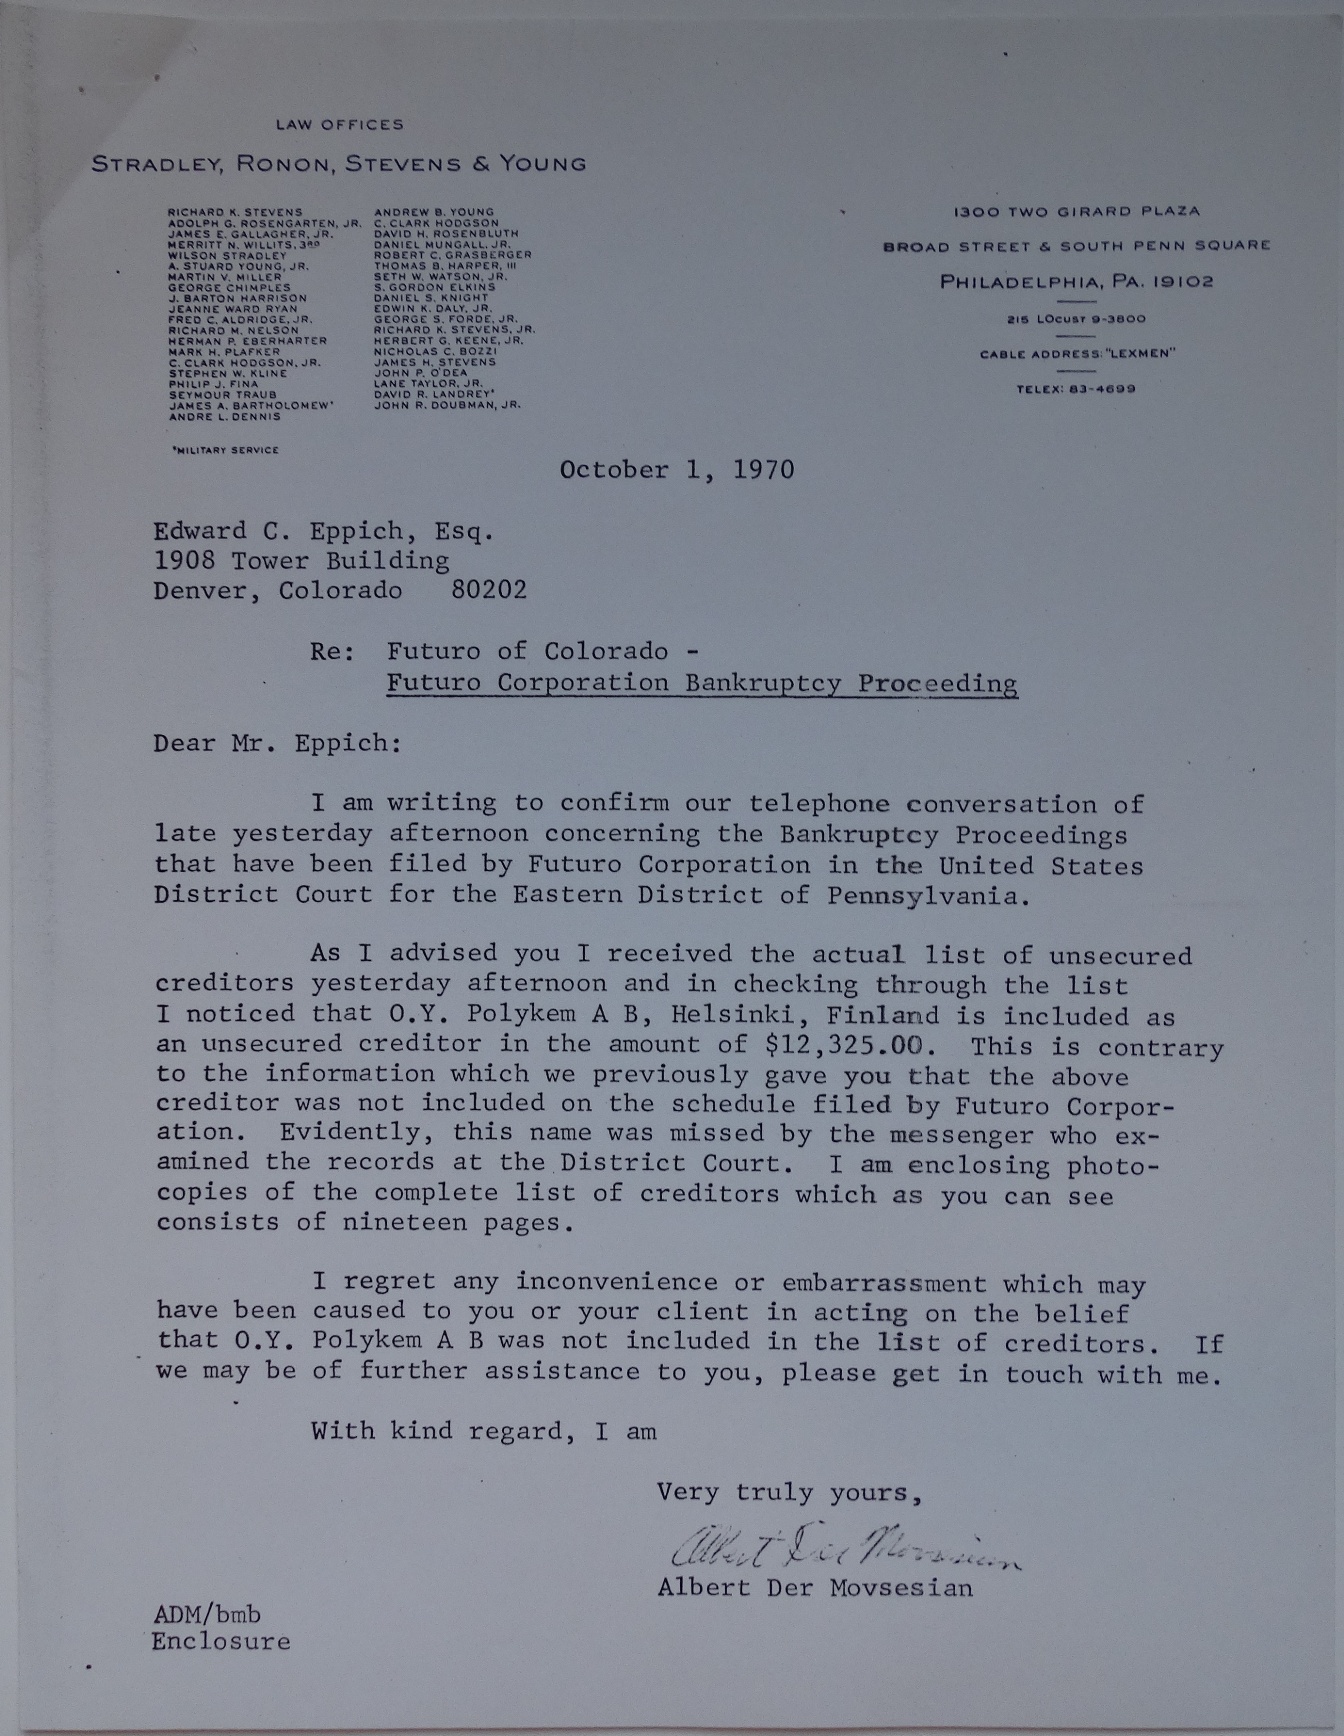 LAW OFFICES
STRADLEY, RONON, STEVENS & YOUNG
RICHARD K. STEVENS
ADOLPH G. ROSENGARTEN, JR.
JAMES E. GALLAGHER, JR.
MERRITT N. WILLITS, 3RD
WILSON STRADLEY
A. STUARD YOUNG, JR.
MARTIN V. MILLER
GEORGE CHIMPLES
J. BARTON HARRISON
JEANNE WARD RYAN
FRED C. ALDRIDGE, JR.
RICHARD M. NELSON
HERMAN P. EBERHARTER
MARK H. PLAFKER
C. CLARK HODGSON, JR.
STEPHEN W. KLINE
PHILIP J. FINA
SEYMOUR TRAUB
JAMES A. BARTHOLOMEW*
ANDRE L. DENNIS
ANDREW B. YOUNG
C. CLARK HODGSON
DAVID H. ROSENBLUTH
DANIEL MUNGALL, JR.
ROBERT C. GRASBERGER
THOMAS B. HARPER, III
SETH W. WATSON, JR.
S. GORDON ELKINS
DANIEL S. KNIGHT
EDWIN K. DALY, JR.
GEORGE S. FORDE, JR.
RICHARD K. STEVENS, JR.
HERBERT G. KEENE, JR.
NICHOLAS C. BOZZI
JAMES H. STEVENS
JOHN P. O'DEA
LANE TAYLOR, JR.
DAVID R. LANDREY*
JOHN R. DOUBMAN, JR.
*MILITARY SERVICE
1300 TWO GIRARD PLAZA
BROAD STREET & SOUTH PENN SQUARE
PHILADELPHIA, PA. 19102
215 LOCUST 9-3800
CABLE ADDRESS: "LEXMEN"
TELEX: 83-4699
October 1, 1970
Edward C. Eppich, Esq.
1908 Tower Building
Denver, Colorado 80202
Re: Futuro of Colorado -
Futuro Corporation Bankruptcy Proceeding
Dear Mr. Eppich:
I am writing to confirm our telephone conversation of
late yesterday afternoon concerning the Bankruptcy Proceedings
that have been filed by Futuro Corporation in the United States
District Court for the Eastern District of Pennsylvania.
As I advised you I received the actual list of unsecured
creditors yesterday afternoon and in checking through the list
I noticed that O.Y. Polykem A B, Helsinki, Finland is included as
an unsecured creditor in the amount of $12,325.00. This is contrary
to the information which we previously gave you that the above
creditor was not included on the schedule filed by Futuro Corpor-
ation. Evidently, this name was missed by the messenger who ex-
amined the records at the District Court. I am enclosing photo-
copies of the complete list of creditors which as you can see
consists of nineteen pages.
I regret any inconvenience or embarrassment which may
have been caused to you or your client in acting on the belief
that O.Y. Polykem A B was not included in the list of creditors. If
we may be of further assistance to you, please get in touch with me.
With kind regard, I am
Very truly yours,
Albert Der Movsesian
Albert Der Movsesian
ADM/bmb
Enclosure